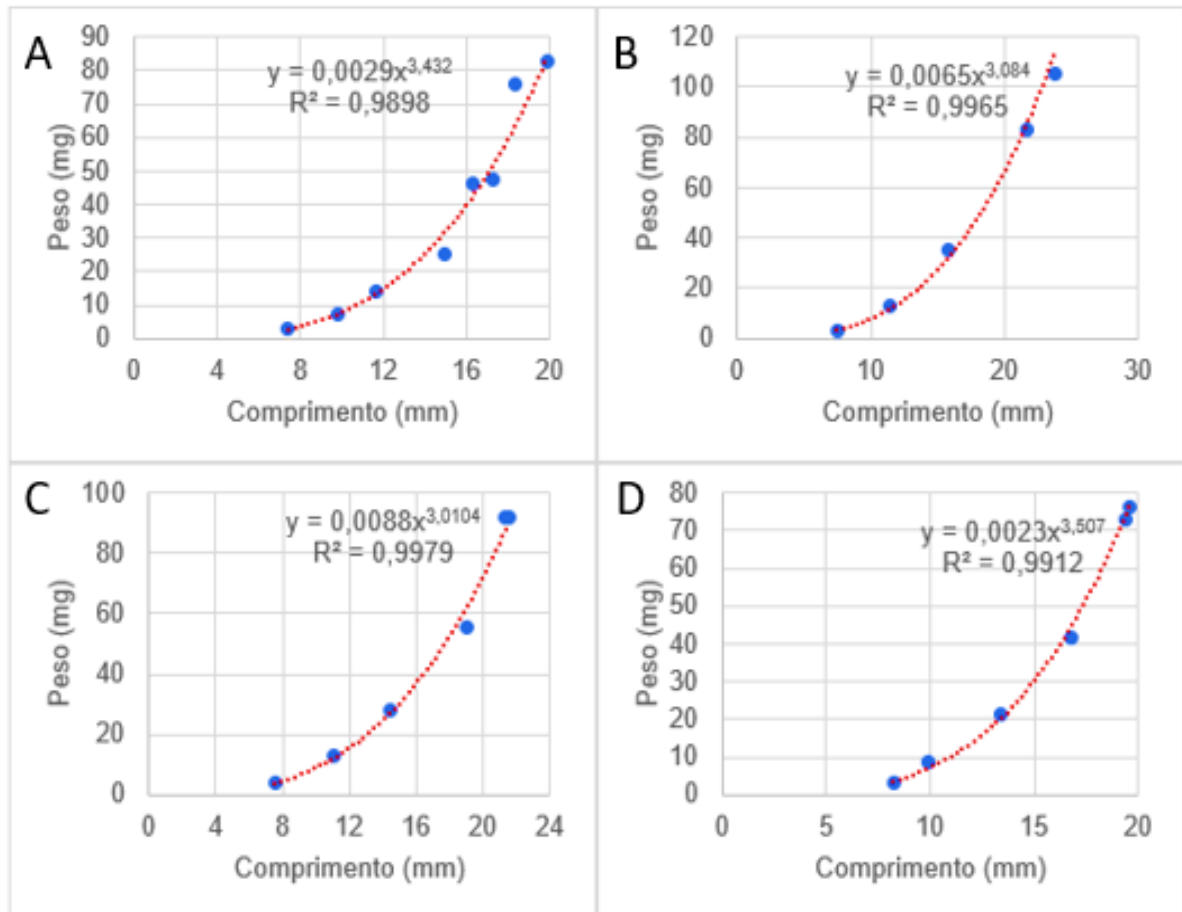 A
y = 0,0029x^3,432
R² = 0,9898
Peso (mg)
90
80
70
60
50
40
30
20
10
0
0 4 8 12 16 20
Comprimento (mm)
B
y = 0,0065x^3,084
R² = 0,9965
Peso (mg)
120
100
80
60
40
20
0
0 10 20 30
Comprimento (mm)
C
y = 0,0088x^3,0104
R² = 0,9979
Peso (mg)
100
80
60
40
20
0
0 4 8 12 16 20 24
Comprimento (mm)
D
y = 0,0023x^3,507
R² = 0,9912
Peso (mg)
80
70
60
50
40
30
20
10
0
0 5 10 15 20
Comprimento (mm)